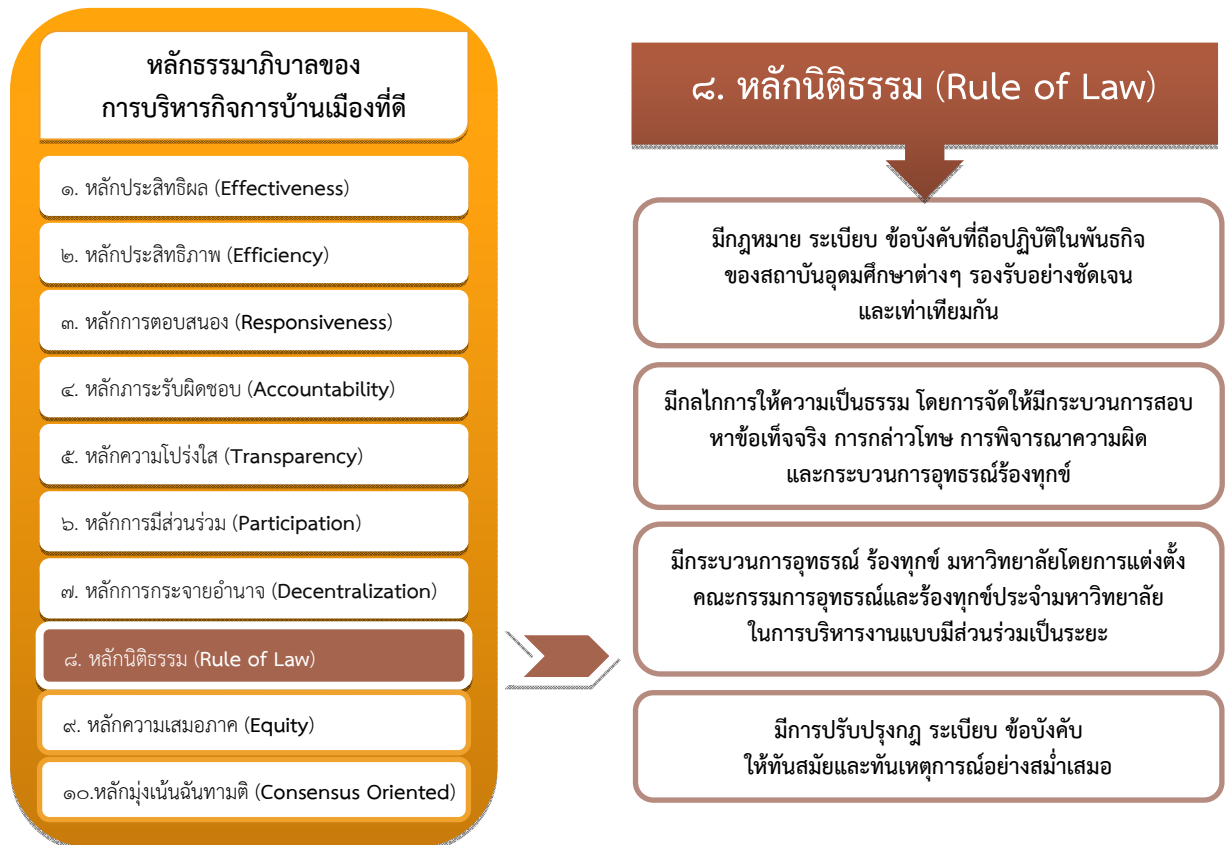 หลักธรรมาภิบาลของ
การบริหารกิจการบ้านเมืองที่ดี
๑. หลักประสิทธิผล (Effectiveness)
๒. หลักประสิทธิภาพ (Efficiency)
๓. หลักการตอบสนอง (Responsiveness)
๔. หลักภาระรับผิดชอบ (Accountability)
๕. หลักความโปร่งใส (Transparency)
๖. หลักการมีส่วนร่วม (Participation)
๗. หลักการกระจายอำนาจ (Decentralization)
๘. หลักนิติธรรม (Rule of Law)
๙. หลักความเสมอภาค (Equity)
๑๐.หลักมุ่งเน้นฉันทามติ (Consensus Oriented)
๘. หลักนิติธรรม (Rule of Law)
มีกฎหมาย ระเบียบ ข้อบังคับที่ถือปฏิบัติในพันธกิจ
ของสถาบันอุดมศึกษาต่างๆ รองรับอย่างชัดเจน
และเท่าเทียมกัน
มีกลไกการให้ความเป็นธรรม โดยการจัดให้มีกระบวนการสอบ
หาข้อเท็จจริง การกล่าวโทษ การพิจารณาความผิด
และกระบวนการอุทธรณ์ร้องทุกข์
มีกระบวนการอุทธรณ์ ร้องทุกข์ มหาวิทยาลัยโดยการแต่งตั้ง
คณะกรรมการอุทธรณ์และร้องทุกข์ประจำมหาวิทยาลัย
ในการบริหารงานแบบมีส่วนร่วมเป็นระยะ
มีการปรับปรุงกฎ ระเบียบ ข้อบังคับ
ให้ทันสมัยและทันเหตุการณ์อย่างสม่ำเสมอ